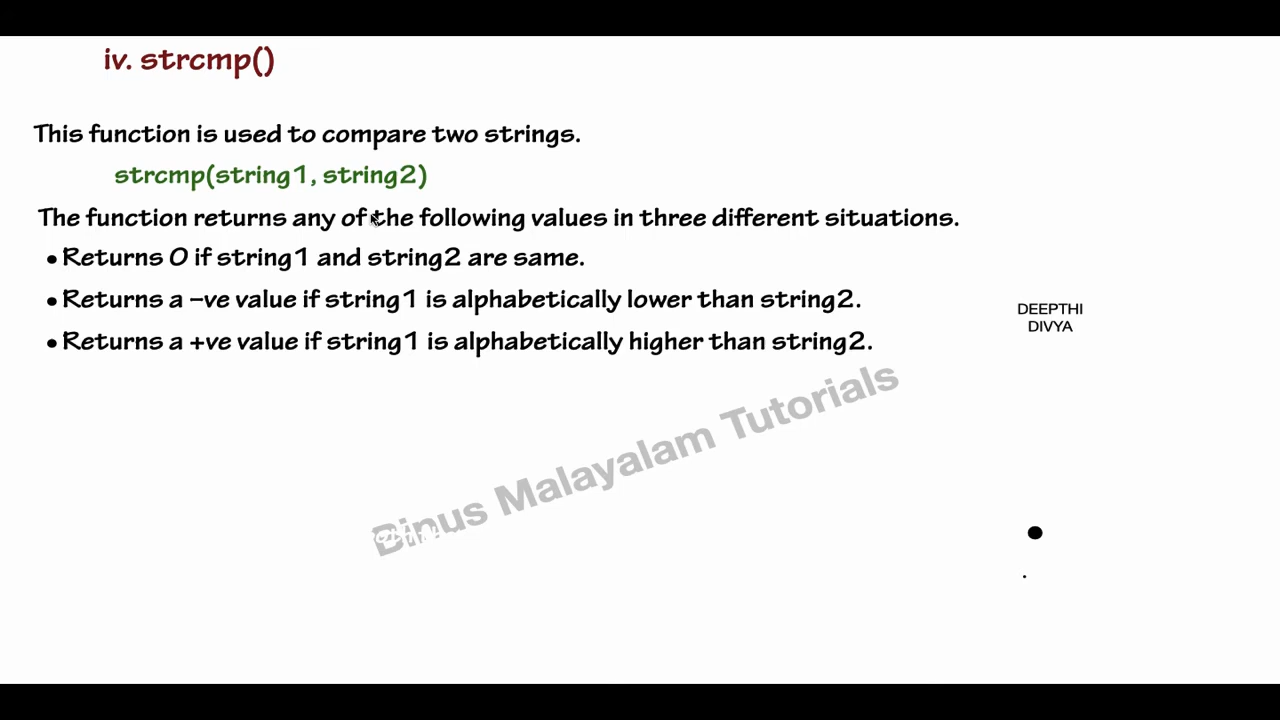 iv. strcmp()
This function is used to compare two strings.
strcmp(string1, string2)
The function returns any of the following values in three different situations.
• Returns 0 if string1 and string2 are same.
• Returns a –ve value if string1 is alphabetically lower than string2.
• Returns a +ve value if string1 is alphabetically higher than string2.
DEEPTHI
DIVYA
Binus Malayalam Tutorials